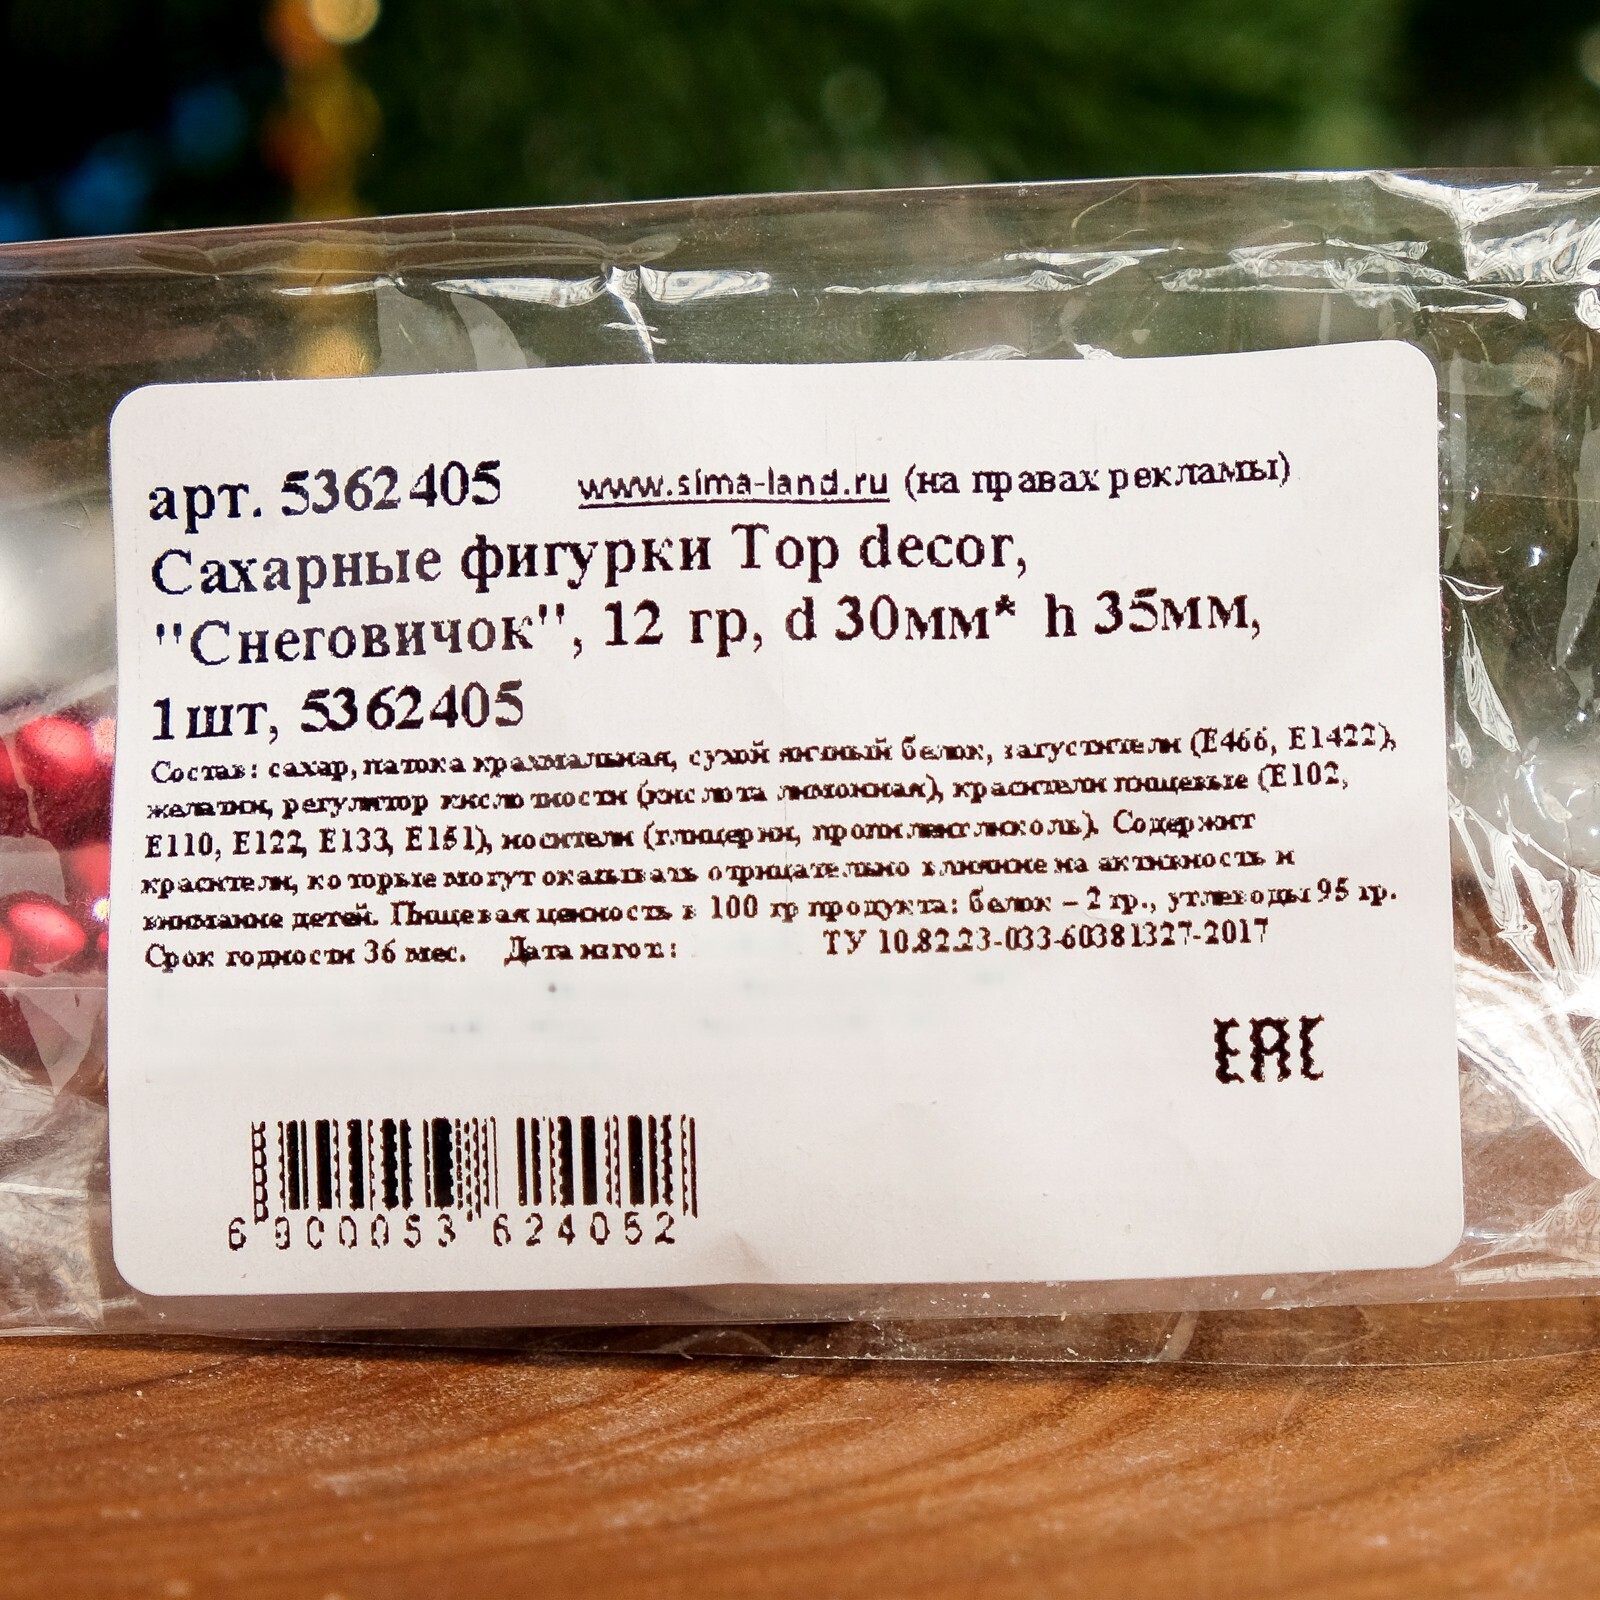 арт. 5362405 www.sima-land.ru (на правах рекламы)
Сахарные фигурки Top decor,
"Снеговичок", 12 гр, d 30мм* h 35мм,
1шт, 5362405
Состав: сахар, патока крахмальная, сухой яичный белок, загустители (Е466, Е1422),
желатин, регулятор кислотности (кислота лимонная), красители пищевые (Е102,
Е110, Е122, Е133, Е151), носители (глицерин, пропиленгликоль). Содержит
красители, которые могут оказывать отрицательно влияние на активность и
внимание детей. Пищевая ценность в 100 гр продукта: белок – 2 гр., углеводы 95 гр.
Срок годности 36 мес. Дата изгот.: ТУ 10.82.23-033-60381327-2017
ЕАС
6 900053 624052